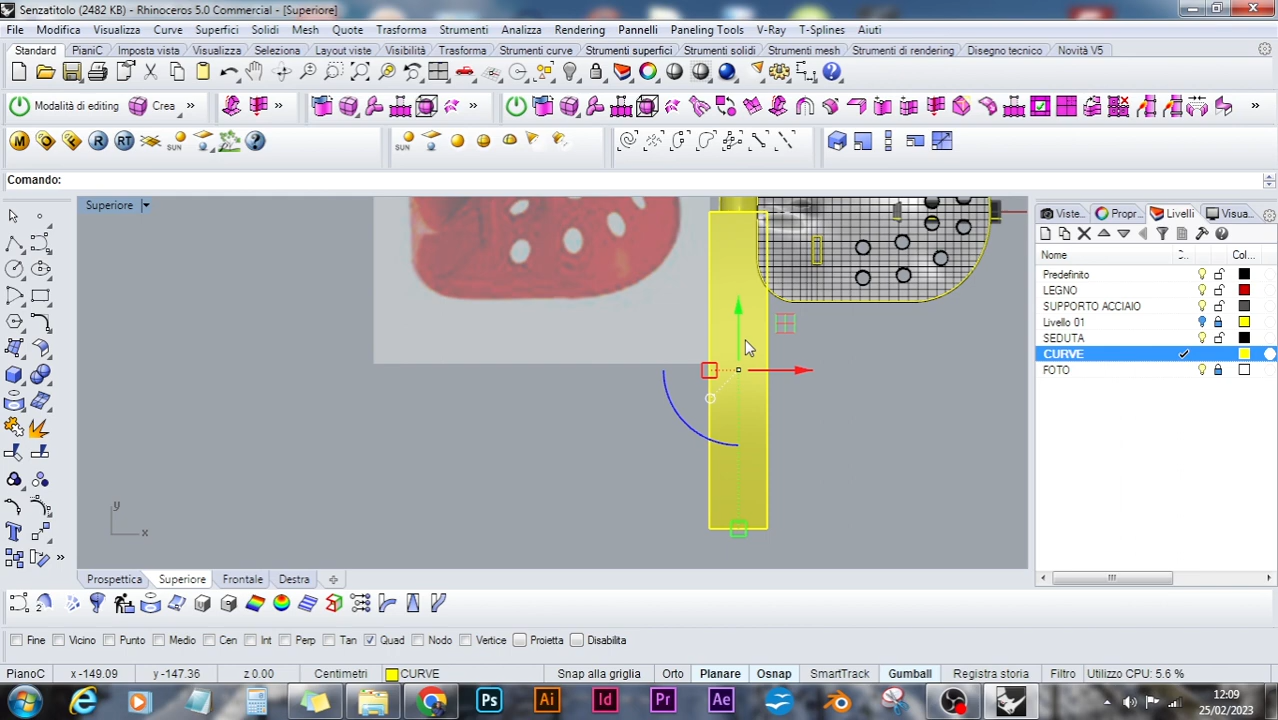 Senzatitolo (2482 KB) - Rhinoceros 5.0 Commercial - [Superiore]
File Modifica Visualizza Curve Superfici Solidi Mesh Quote Trasforma Strumenti Analizza Rendering Pannelli Paneling Tools V-Ray T-Splines Aiuti
Standard PianiC Imposta vista Visualizza Seleziona Layout viste Visibilità Trasforma Strumenti curve Strumenti superfici Strumenti solidi Strumenti mesh Strumenti di rendering Disegno tecnico Novità V5
Modalità di editing Crea » » » »
M R RT SUN SUN
Comando:
Superiore
Viste... Propr... Livelli Visua...
Nome C... Col...
Predefinito
LEGNO
SUPPORTO ACCIAIO
Livello 01
SEDUTA
CURVE
FOTO
y
x
Prospettica Superiore Frontale Destra
Fine Vicino Punto Medio Cen Int Perp Tan Quad Nodo Vertice Proietta Disabilita
PianoC x -149.09 y -147.36 z 0.00 Centimetri CURVE Snap alla griglia Orto Planare Osnap SmartTrack Gumball Registra storia Filtro Utilizzo CPU: 5.6 %
Ps Ai Id Pr Ae
12:09
25/02/2023